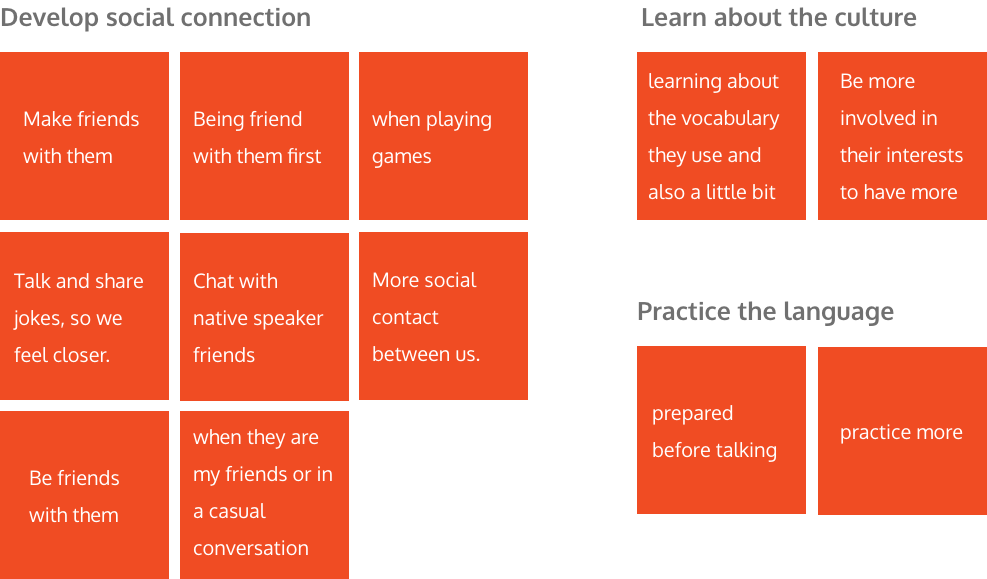 Develop social connection
Make friends
with them
Being friend
with them first
when playing
games
Talk and share
jokes, so we
feel closer.
Chat with
native speaker
friends
More social
contact
between us.
Be friends
with them
when they are
my friends or in
a casual
conversation
Learn about the culture
learning about
the vocabulary
they use and
also a little bit
Be more
involved in
their interests
to have more
Practice the language
prepared
before talking
practice more